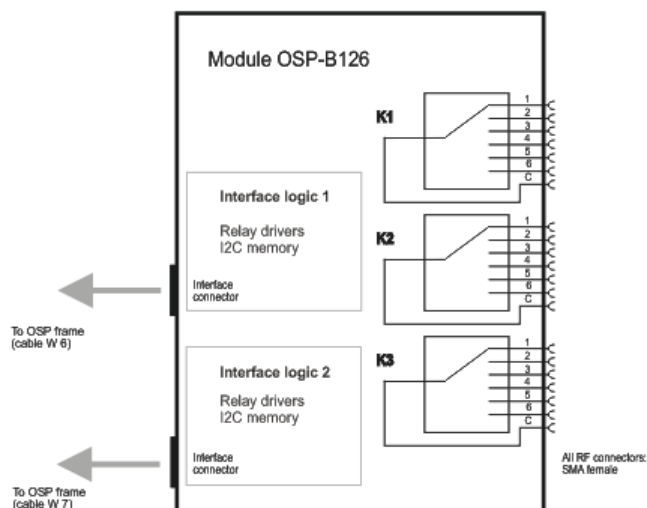 Module OSP-B126
K1
1
2
3
4
5
6
C
Interface logic 1
Relay drivers
I2C memory
Interface
connector
K2
1
2
3
4
5
6
C
To OSP frame
(cable W 6)
K3
1
2
3
4
5
6
C
Interface logic 2
Relay drivers
I2C memory
Interface
connector
All RF connectors:
SMA female
To OSP frame
(cable W 7)